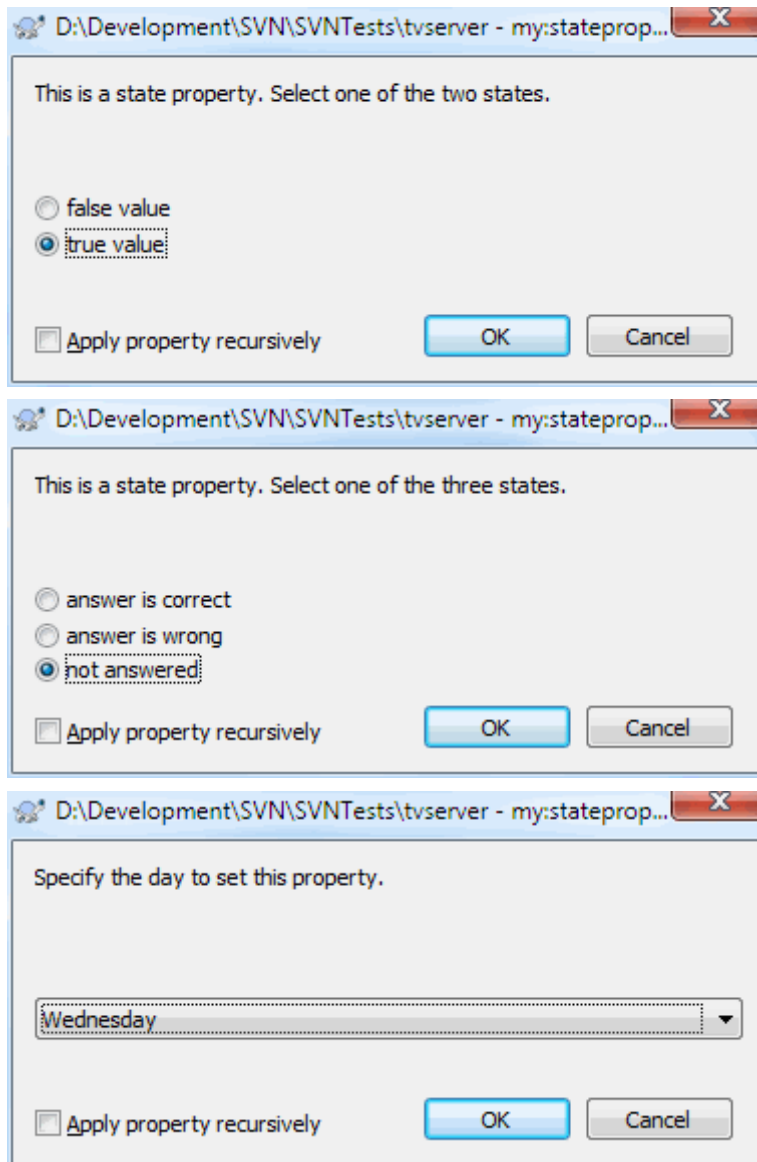 D:\Development\SVN\SVNTests\tvserver - my:stateprop...
This is a state property. Select one of the two states.
false value
true value
Apply property recursively OK Cancel
D:\Development\SVN\SVNTests\tvserver - my:stateprop...
This is a state property. Select one of the three states.
answer is correct
answer is wrong
not answered
Apply property recursively OK Cancel
D:\Development\SVN\SVNTests\tvserver - my:stateprop...
Specify the day to set this property.
Wednesday
Apply property recursively OK Cancel